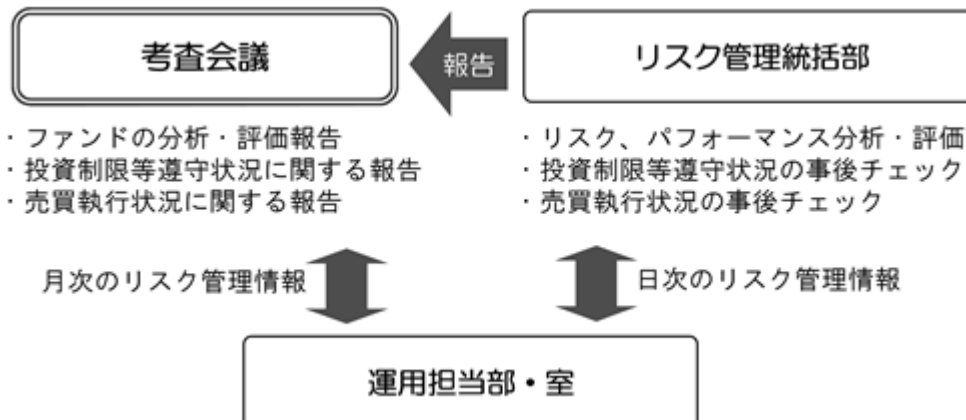 考査会議
報告
リスク管理統括部
・ファンドの分析・評価報告
・投資制限等遵守状況に関する報告
・売買執行状況に関する報告
・リスク、パフォーマンス分析・評価
・投資制限等遵守状況の事後チェック
・売買執行状況の事後チェック
月次のリスク管理情報
日次のリスク管理情報
運用担当部・室